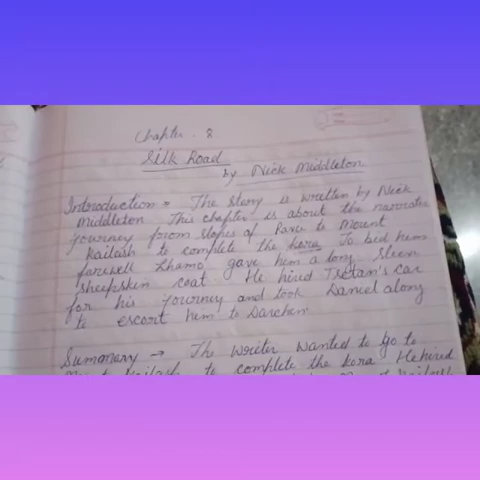 Chapter - 8
Silk Road
by Nick Middleton
Introduction → The story is written by Nick
Middleton This chapter is about the narrator
journey from slopes of Ravu to Mount
Kailash to complete the kora To bid him
farewell Lhamo gave him a long sleeve
sheepskin coat He hired Tsetan's car
for his journey and took Daniel along
to escort him to Darchen
Summary → The writer wanted to go to
to complete the kora He hired